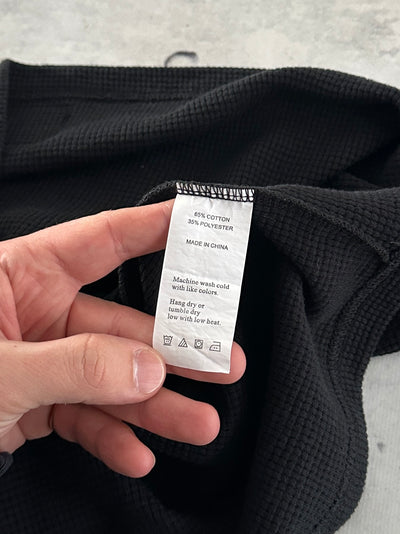 65% COTTON
35% POLYESTER
MADE IN CHINA
Machine wash cold
with like colors.
Hang dry or
tumble dry
low with low heat.